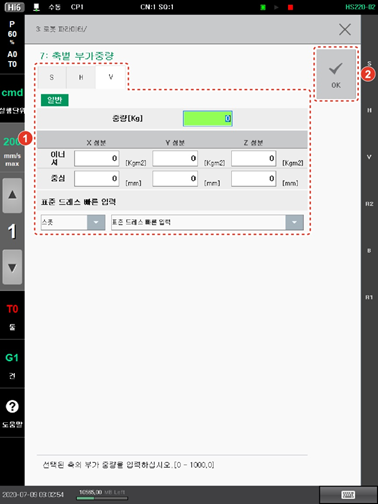 Hi6 수동 CP1 CN:1 SQ:1 HS220-02
P
60
%
A0
T0
cmd
실행단위
200
mm/s
max
1
T0
툴
G1
건
?
도움말
3: 로봇 파라미터/
7: 축별 부가중량
S H V
일반
중량[Kg] 0
X 성분 Y 성분 Z 성분
이너셔 0 [Kgm2] 0 [Kgm2] 0 [Kgm2]
중심 0 [mm] 0 [mm] 0 [mm]
표준 드레스 빠른 입력
스폿 표준 드레스 빠른 입력
1
2
OK
S
H
V
R2
B
R1
선택된 축의 부가 중량을 입력하십시오.[0 - 1000.0]
2020-07-09 09:02:54